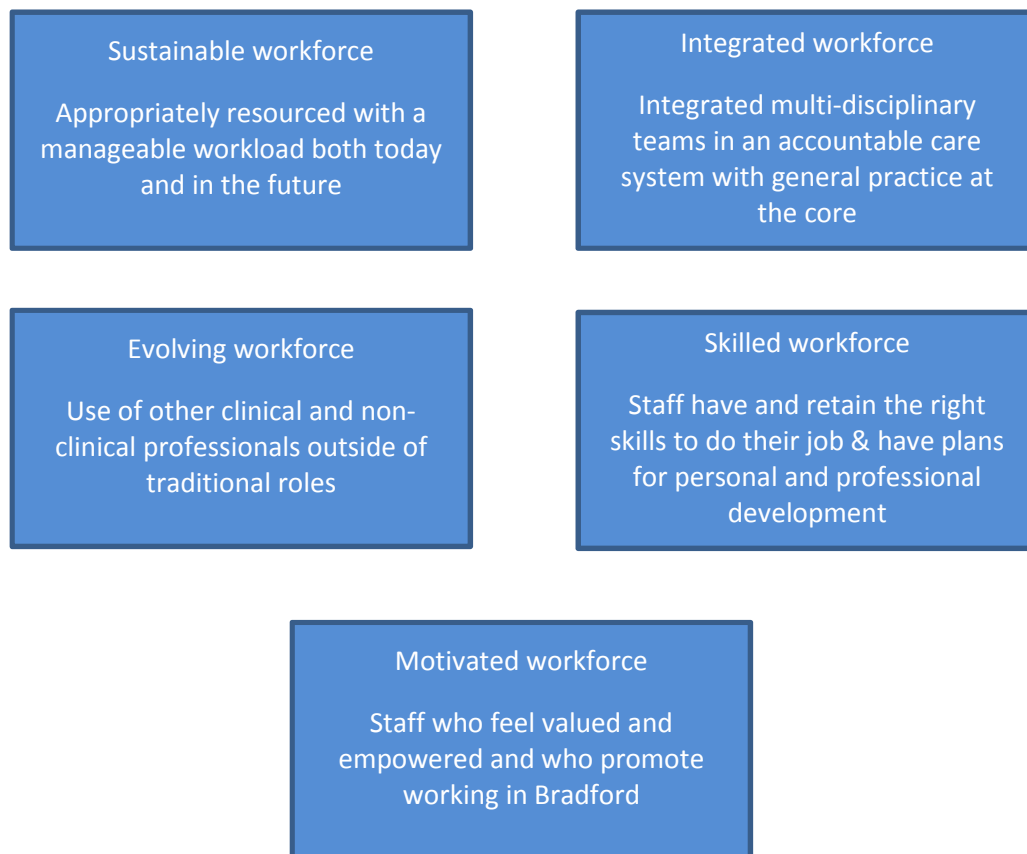 Sustainable workforce
Appropriately resourced with a
manageable workload both today
and in the future
Integrated workforce
Integrated multi-disciplinary
teams in an accountable care
system with general practice at
the core
Evolving workforce
Use of other clinical and non-
clinical professionals outside of
traditional roles
Skilled workforce
Staff have and retain the right
skills to do their job & have plans
for personal and professional
development
Motivated workforce
Staff who feel valued and
empowered and who promote
working in Bradford